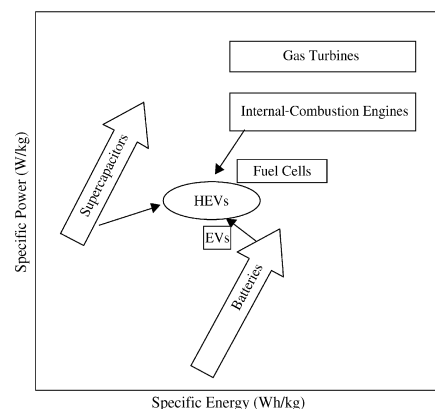 Gas Turbines
Internal-Combustion Engines
Supercapacitors
Fuel Cells
HEVs
EVs
Batteries
Specific Power (W/kg)
Specific Energy (Wh/kg)